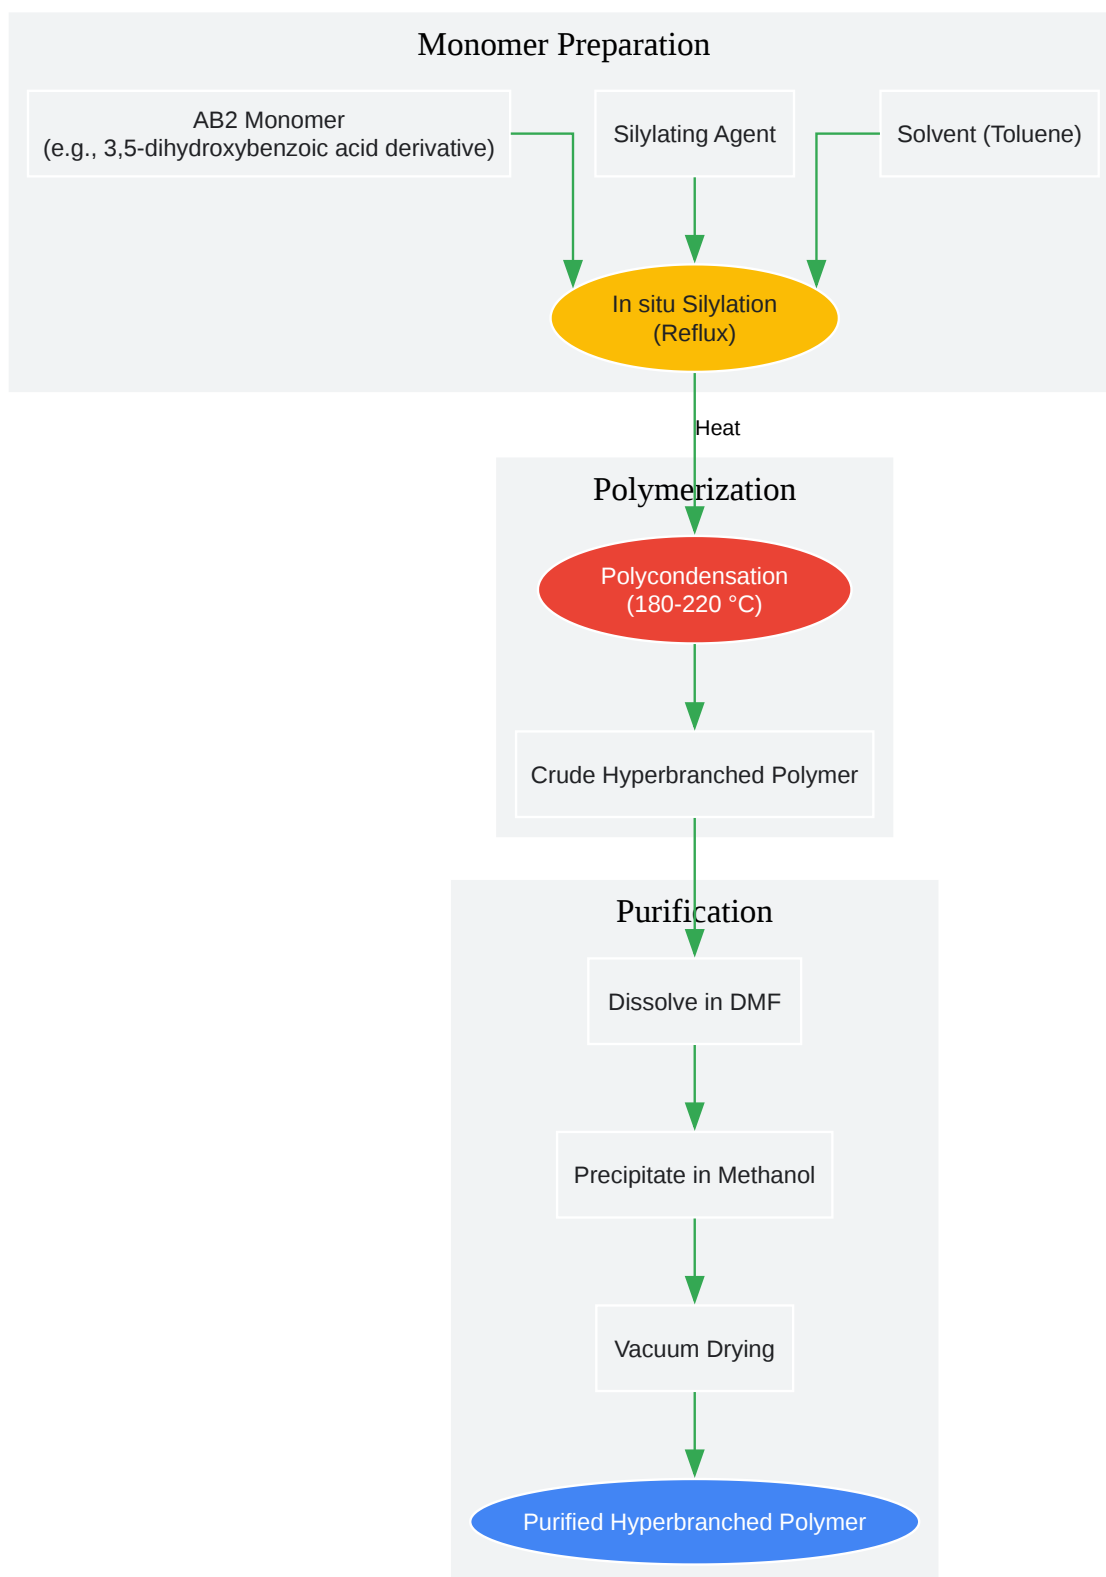 Monomer Preparation
AB2 Monomer
(e.g., 3,5-dihydroxybenzoic acid derivative)
Silylating Agent
Solvent (Toluene)
In situ Silylation
(Reflux)
Heat
Polymerization
Polycondensation
(180-220 °C)
Crude Hyperbranched Polymer
Purification
Dissolve in DMF
Precipitate in Methanol
Vacuum Drying
Purified Hyperbranched Polymer